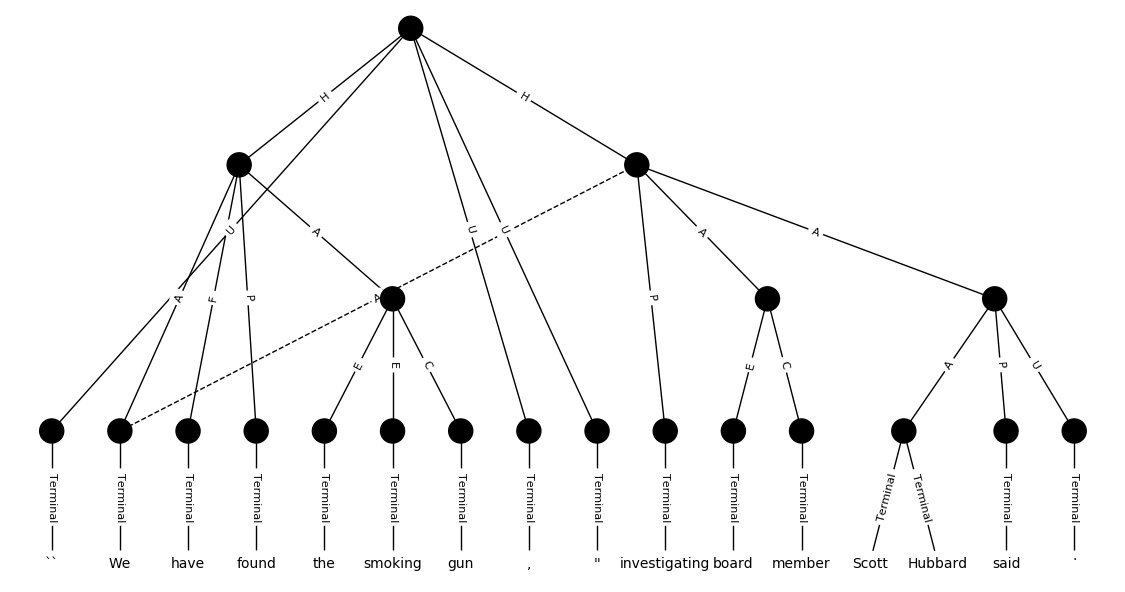 H H
U A U U A A
A F P A P
E E C E C A P U
Terminal Terminal Terminal Terminal Terminal Terminal Terminal Terminal Terminal Terminal Terminal Terminal Terminal Terminal Terminal Terminal
`` We have found the smoking gun , " investigating board member Scott Hubbard said .